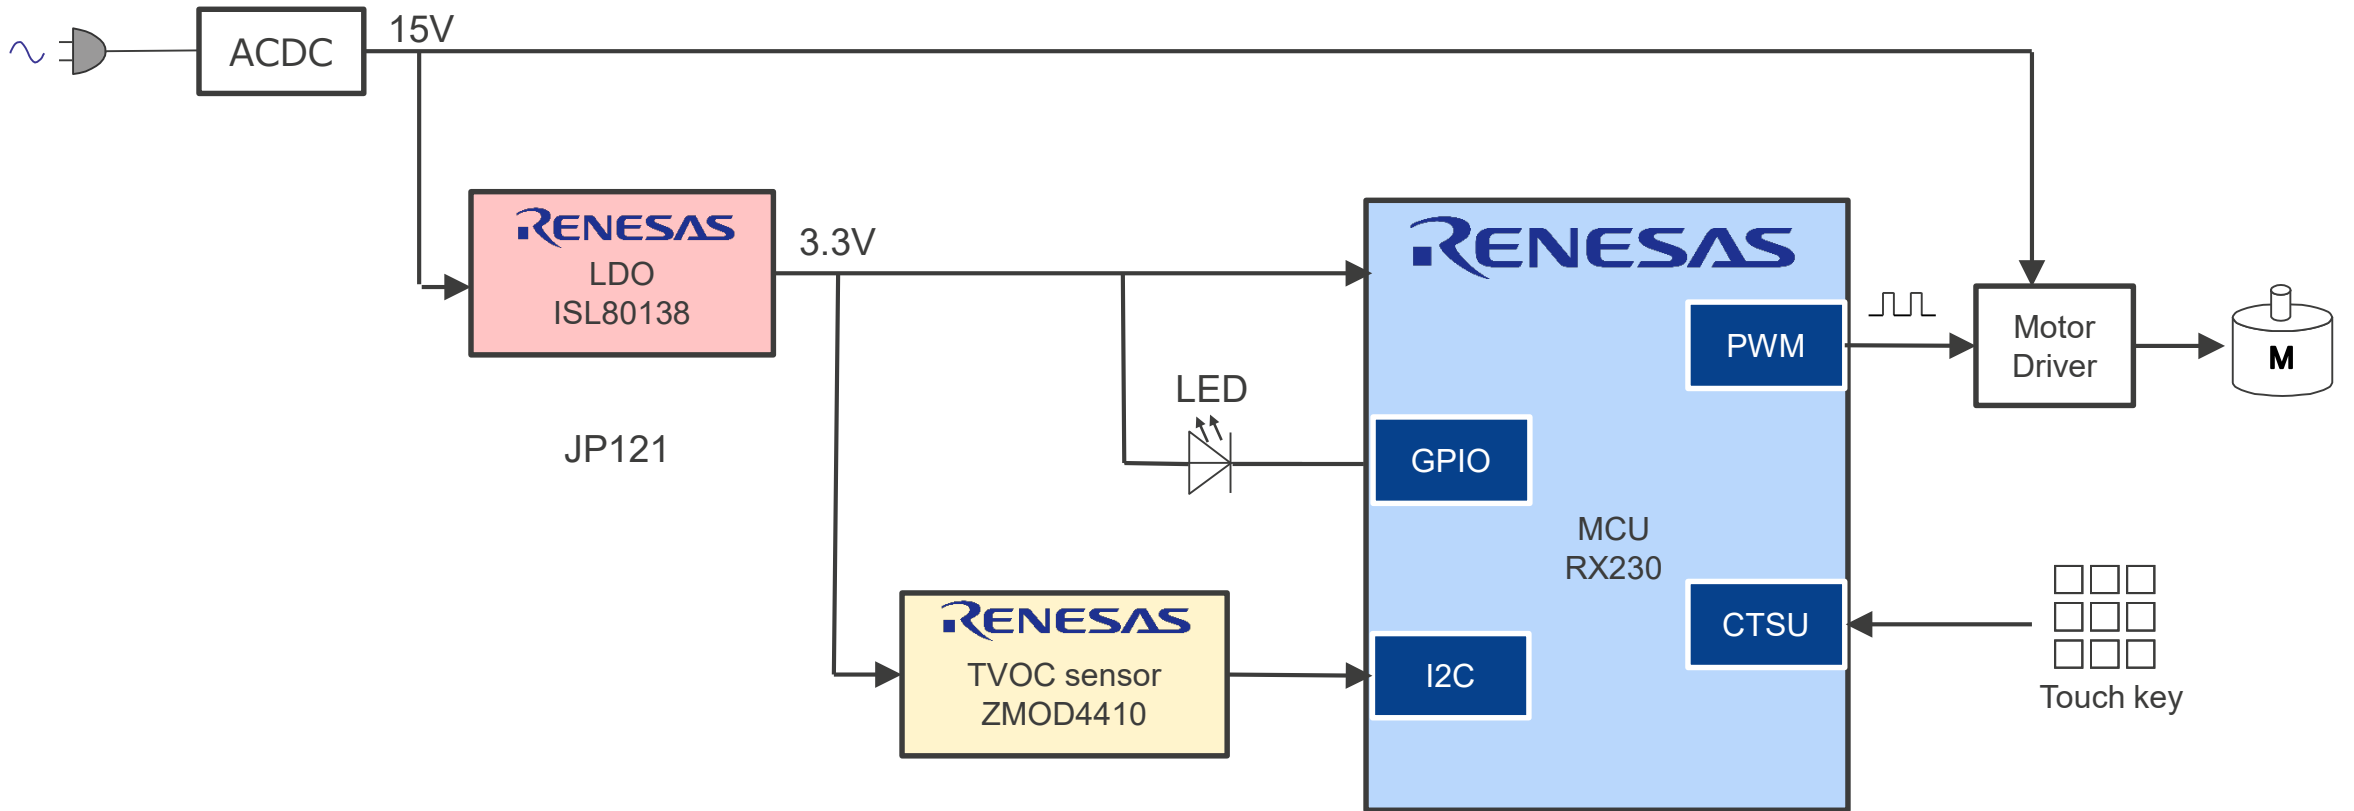 ACDC
15V
RENESAS
LDO
ISL80138
3.3V
RENESAS
PWM
Motor
Driver
M
LED
GPIO
JP121
MCU
RX230
RENESAS
TVOC sensor
ZMOD4410
I2C
CTSU
Touch key